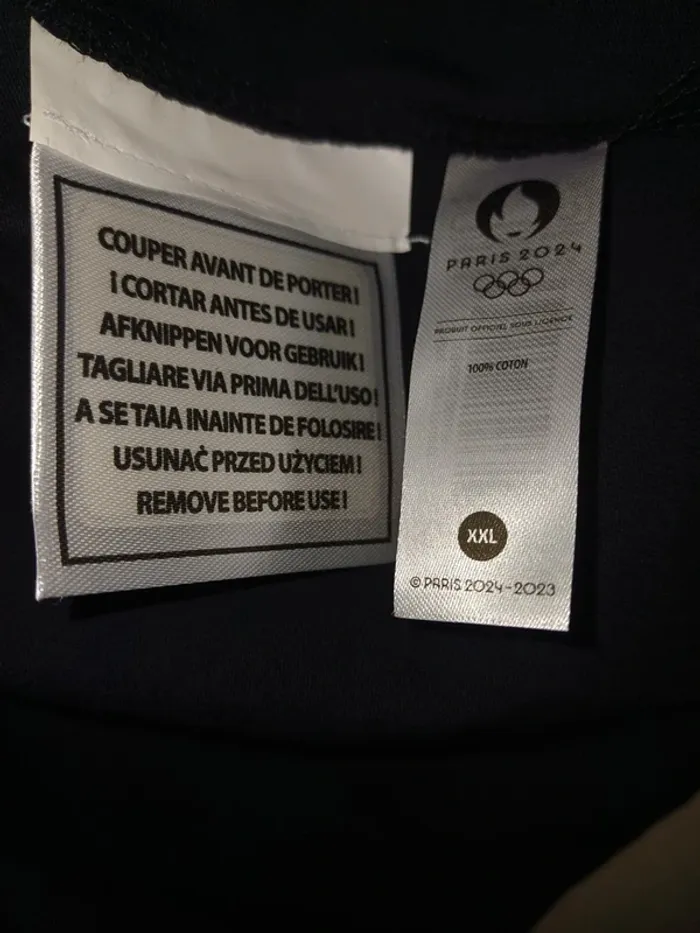 COUPER AVANT DE PORTER!
¡ CORTAR ANTES DE USAR!
AFKNIPPEN VOOR GEBRUIK!
TAGLIARE VIA PRIMA DELL'USO!
A SE TAIA INAINTE DE FOLOSIRE!
USUNAĆ PRZED UŻYCIEM!
REMOVE BEFORE USE!
PARIS 2024
PRODUIT OFFICIEL SOUS LICENCE
100% COTON
XXL
© PARIS 2024-2023